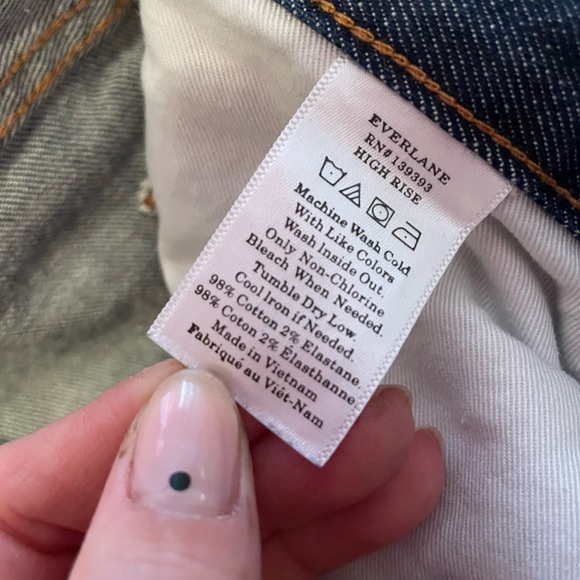 EVERLANE
RN# 139393
HIGH RISE
Machine Wash Cold
With Like Colors
Wash Inside Out.
Only Non-Chlorine
Bleach When Needed.
Tumble Dry Low.
Cool Iron if Needed.
98% Cotton 2% Elastane.
98% Coton 2% Élasthanne
Made in Vietnam
Fabriqué au Viêt-Nam